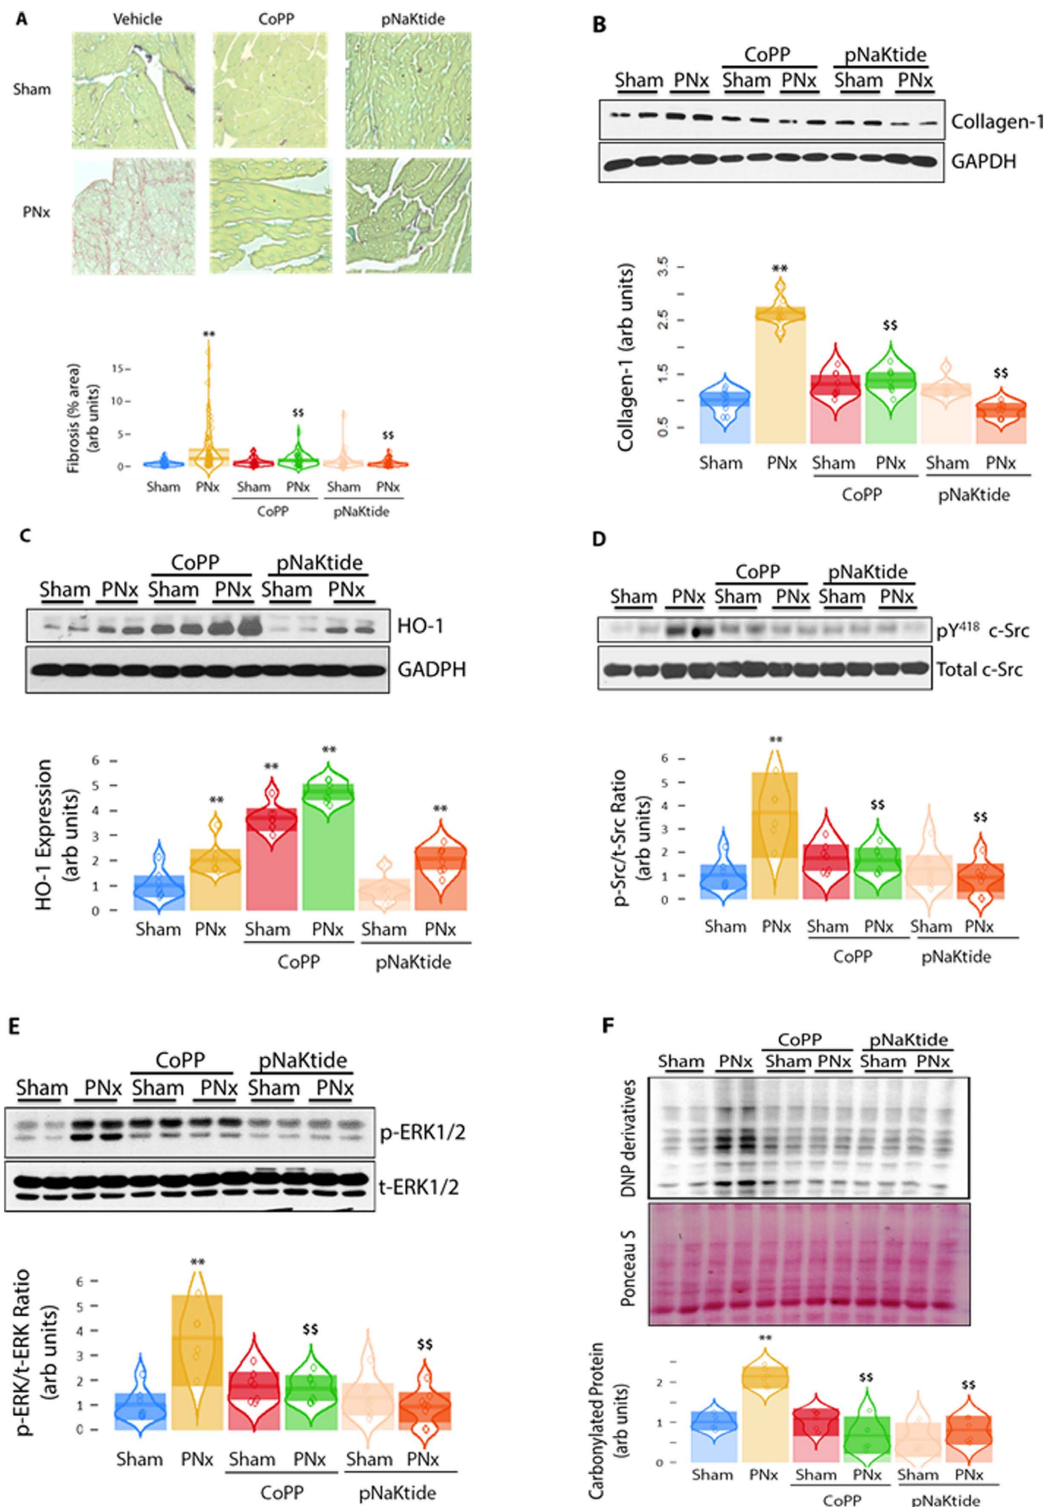 A
Vehicle CoPP pNaKtide
Sham
PNx
Fibrosis (% area)
(arb units)
15
10
5
0
**
$$
$$
Sham PNx Sham PNx Sham PNx
CoPP pNaKtide
B
CoPP pNaKtide
Sham PNx Sham PNx Sham PNx
Collagen-1
GAPDH
Collagen-1 (arb units)
3.5
2.5
1.5
0.5
**
$$
$$
Sham PNx Sham PNx Sham PNx
CoPP pNaKtide
C
CoPP pNaKtide
Sham PNx Sham PNx Sham PNx
HO-1
GADPH
HO-1 Expression
(arb units)
6
5
4
3
2
1
0
**
**
**
**
Sham PNx Sham PNx Sham PNx
CoPP pNaKtide
D
CoPP pNaKtide
Sham PNx Sham PNx Sham PNx
pY418 c-Src
Total c-Src
p-Src/t-Src Ratio
(arb units)
6
5
4
3
2
1
0
**
$$
$$
Sham PNx Sham PNx Sham PNx
CoPP pNaKtide
E
CoPP pNaKtide
Sham PNx Sham PNx Sham PNx
p-ERK1/2
t-ERK1/2
p-ERK/t-ERK Ratio
(arb units)
6
5
4
3
2
1
0
**
$$
$$
Sham PNx Sham PNx Sham PNx
CoPP pNaKtide
F
CoPP pNaKtide
Sham PNx Sham PNx Sham PNx
DNP derivatives
Ponceau S
Carbonylated Protein
(arb units)
2
1
0
**
$$
$$
Sham PNx Sham PNx Sham PNx
CoPP pNaKtide